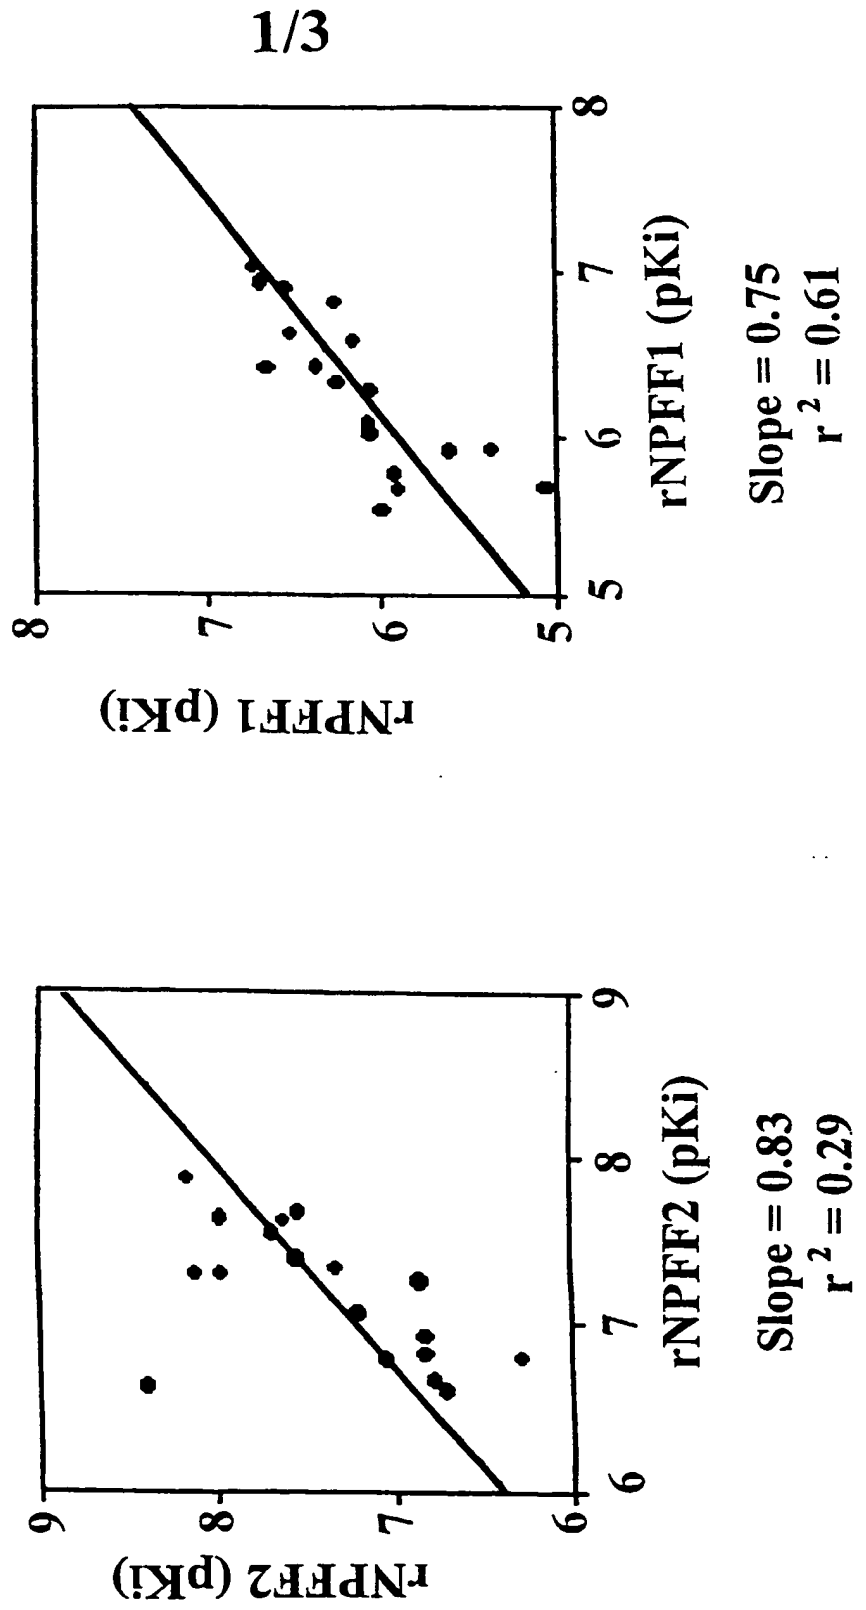 1/3
rNPFF2 (pKi)
9
8
7
6
6
7
8
9
rNPFF2 (pKi)
Slope = 0.83
r 2 = 0.29
rNPFF1 (pKi)
8
7
6
5
5
6
7
8
rNPFF1 (pKi)
Slope = 0.75
r 2 = 0.61